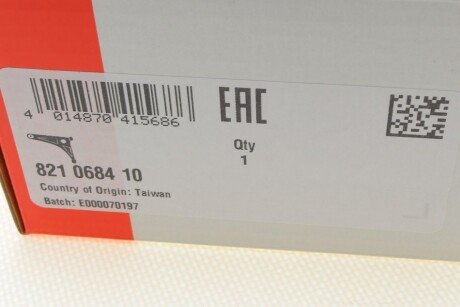 4 014870 415686
EAC
Qty
1
821 0684 10
Country of Origin: Taiwan
Batch: E000070197